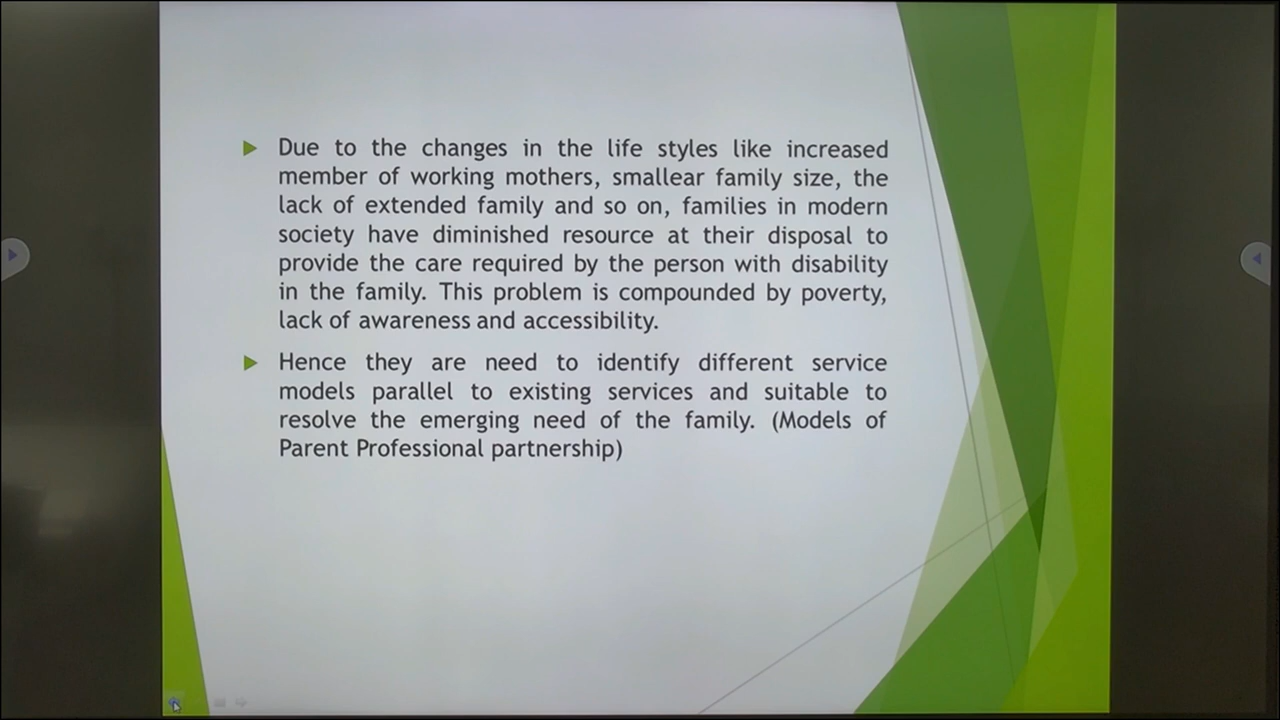 Due to the changes in the life styles like increased
member of working mothers, smallear family size, the
lack of extended family and so on, families in modern
society have diminished resource at their disposal to
provide the care required by the person with disability
in the family. This problem is compounded by poverty,
lack of awareness and accessibility.
Hence they are need to identify different service
models parallel to existing services and suitable to
resolve the emerging need of the family. (Models of
Parent Professional partnership)